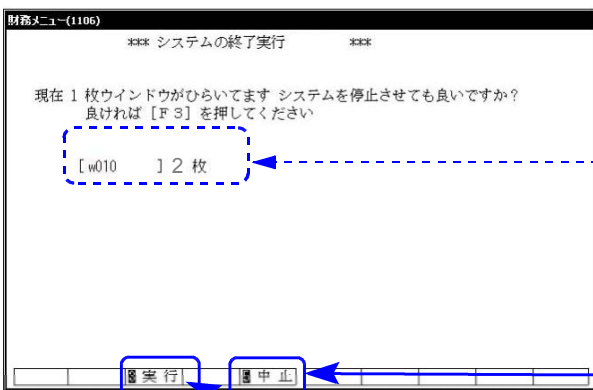 財務メニュー(1106)
*** システムの終了実行 ***
現在 1 枚ウインドウがひらいてます システムを停止させても良いですか?
良ければ [F3] を押してください
[w010 ] 2 枚
実行 中止